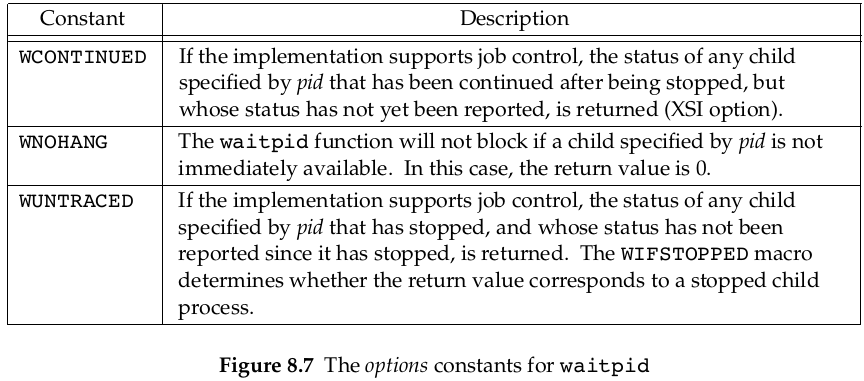 Constant Description
WCONTINUED If the implementation supports job control, the status of any child
specified by pid that has been continued after being stopped, but
whose status has not yet been reported, is returned (XSI option).
WNOHANG The waitpid function will not block if a child specified by pid is not
immediately available. In this case, the return value is 0.
WUNTRACED If the implementation supports job control, the status of any child
specified by pid that has stopped, and whose status has not been
reported since it has stopped, is returned. The WIFSTOPPED macro
determines whether the return value corresponds to a stopped child
process.
Figure 8.7 The options constants for waitpid